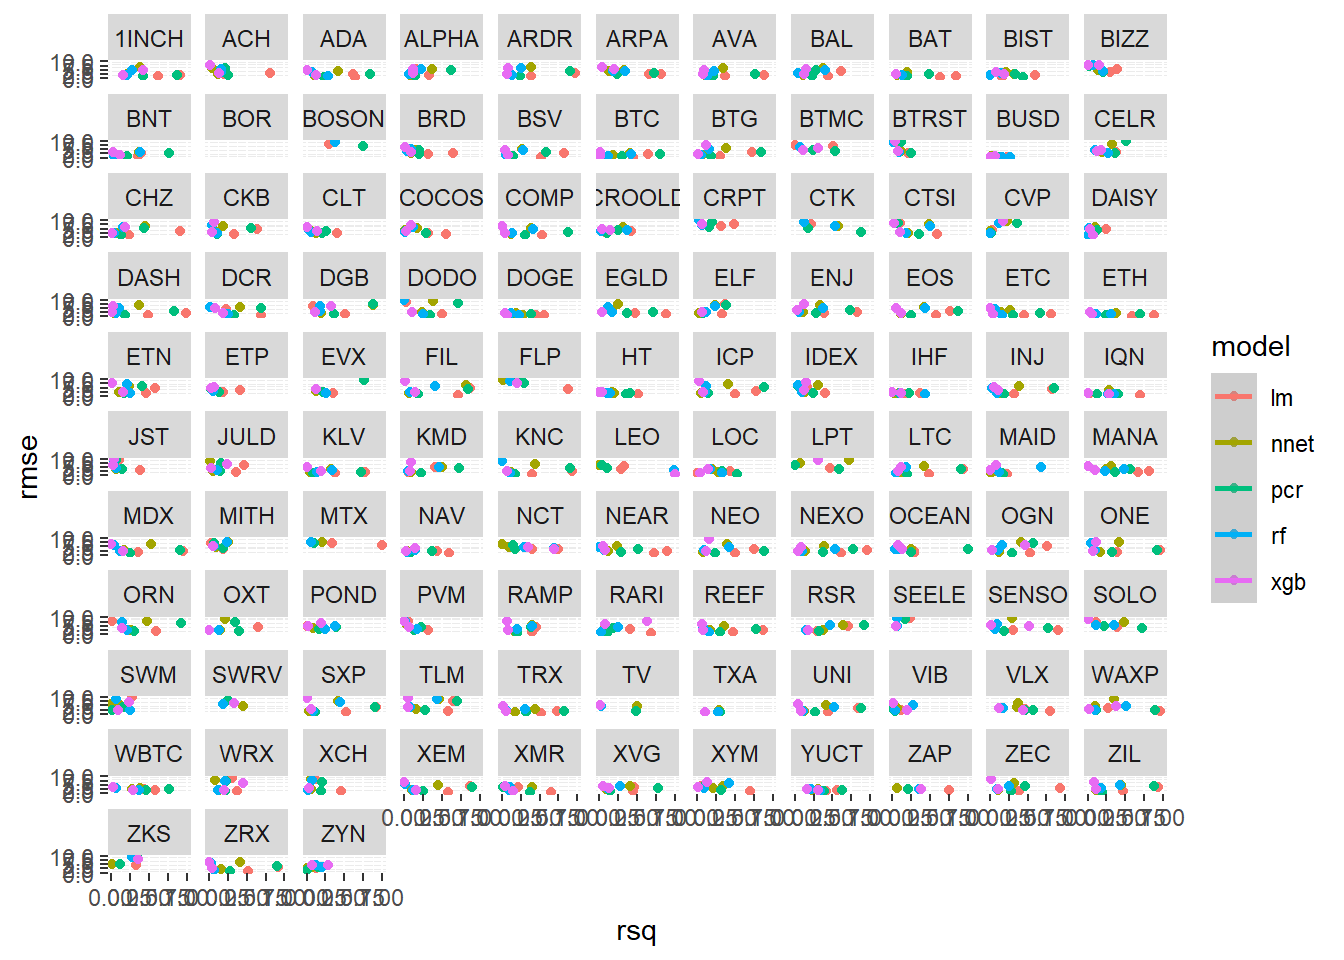 1INCH ACH ADA ALPHA ARDR ARPA AVA BAL BAT BIST BIZZ
BNT BOR BOSON BRD BSV BTC BTG BTMC BTRST BUSD CELR
CHZ CKB CLT COCOS COMP CROOLD CRPT CTK CTSI CVP DAISY
DASH DCR DGB DODO DOGE EGLD ELF ENJ EOS ETC ETH
ETN ETP EVX FIL FLP HT ICP IDEX IHF INJ IQN
JST JULD KLV KMD KNC LEO LOC LPT LTC MAID MANA
MDX MITH MTX NAV NCT NEAR NEO NEXO OCEAN OGN ONE
ORN OXT POND PVM RAMP RARI REEF RSR SEELE SENSO SOLO
SWM SWRV SXP TLM TRX TV TXA UNI VIB VLX WAXP
WBTC WRX XCH XEM XMR XVG XYM YUCT ZAP ZEC ZIL
ZKS ZRX ZYN
rsq
rmse
model
lm
nnet
pcr
rf
xgb